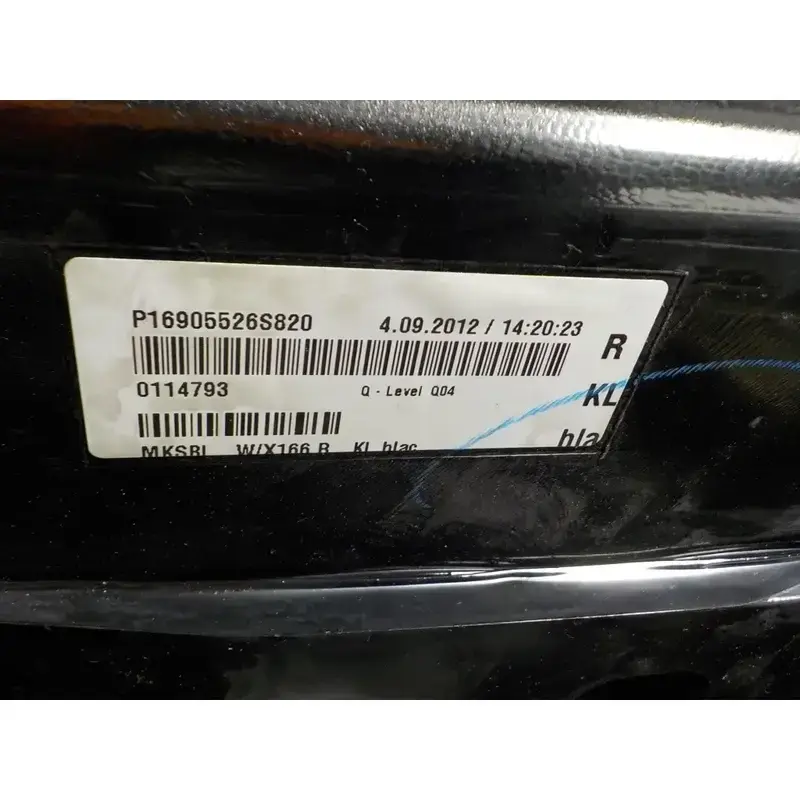 P16905526S820 4.09.2012 / 14:20:23 R
0114793 Q - Level Q04 KL
MKSBL W/X166 R KL blac bla